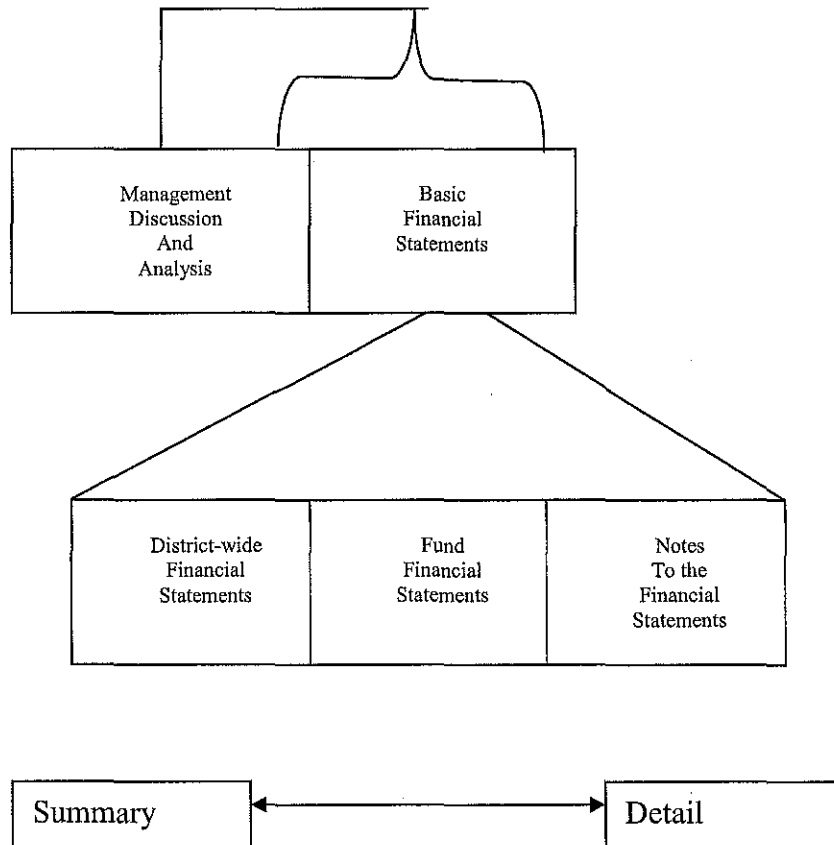 Management
Discussion
And
Analysis
Basic
Financial
Statements
District-wide
Financial
Statements
Fund
Financial
Statements
Notes
To the
Financial
Statements
Summary
Detail